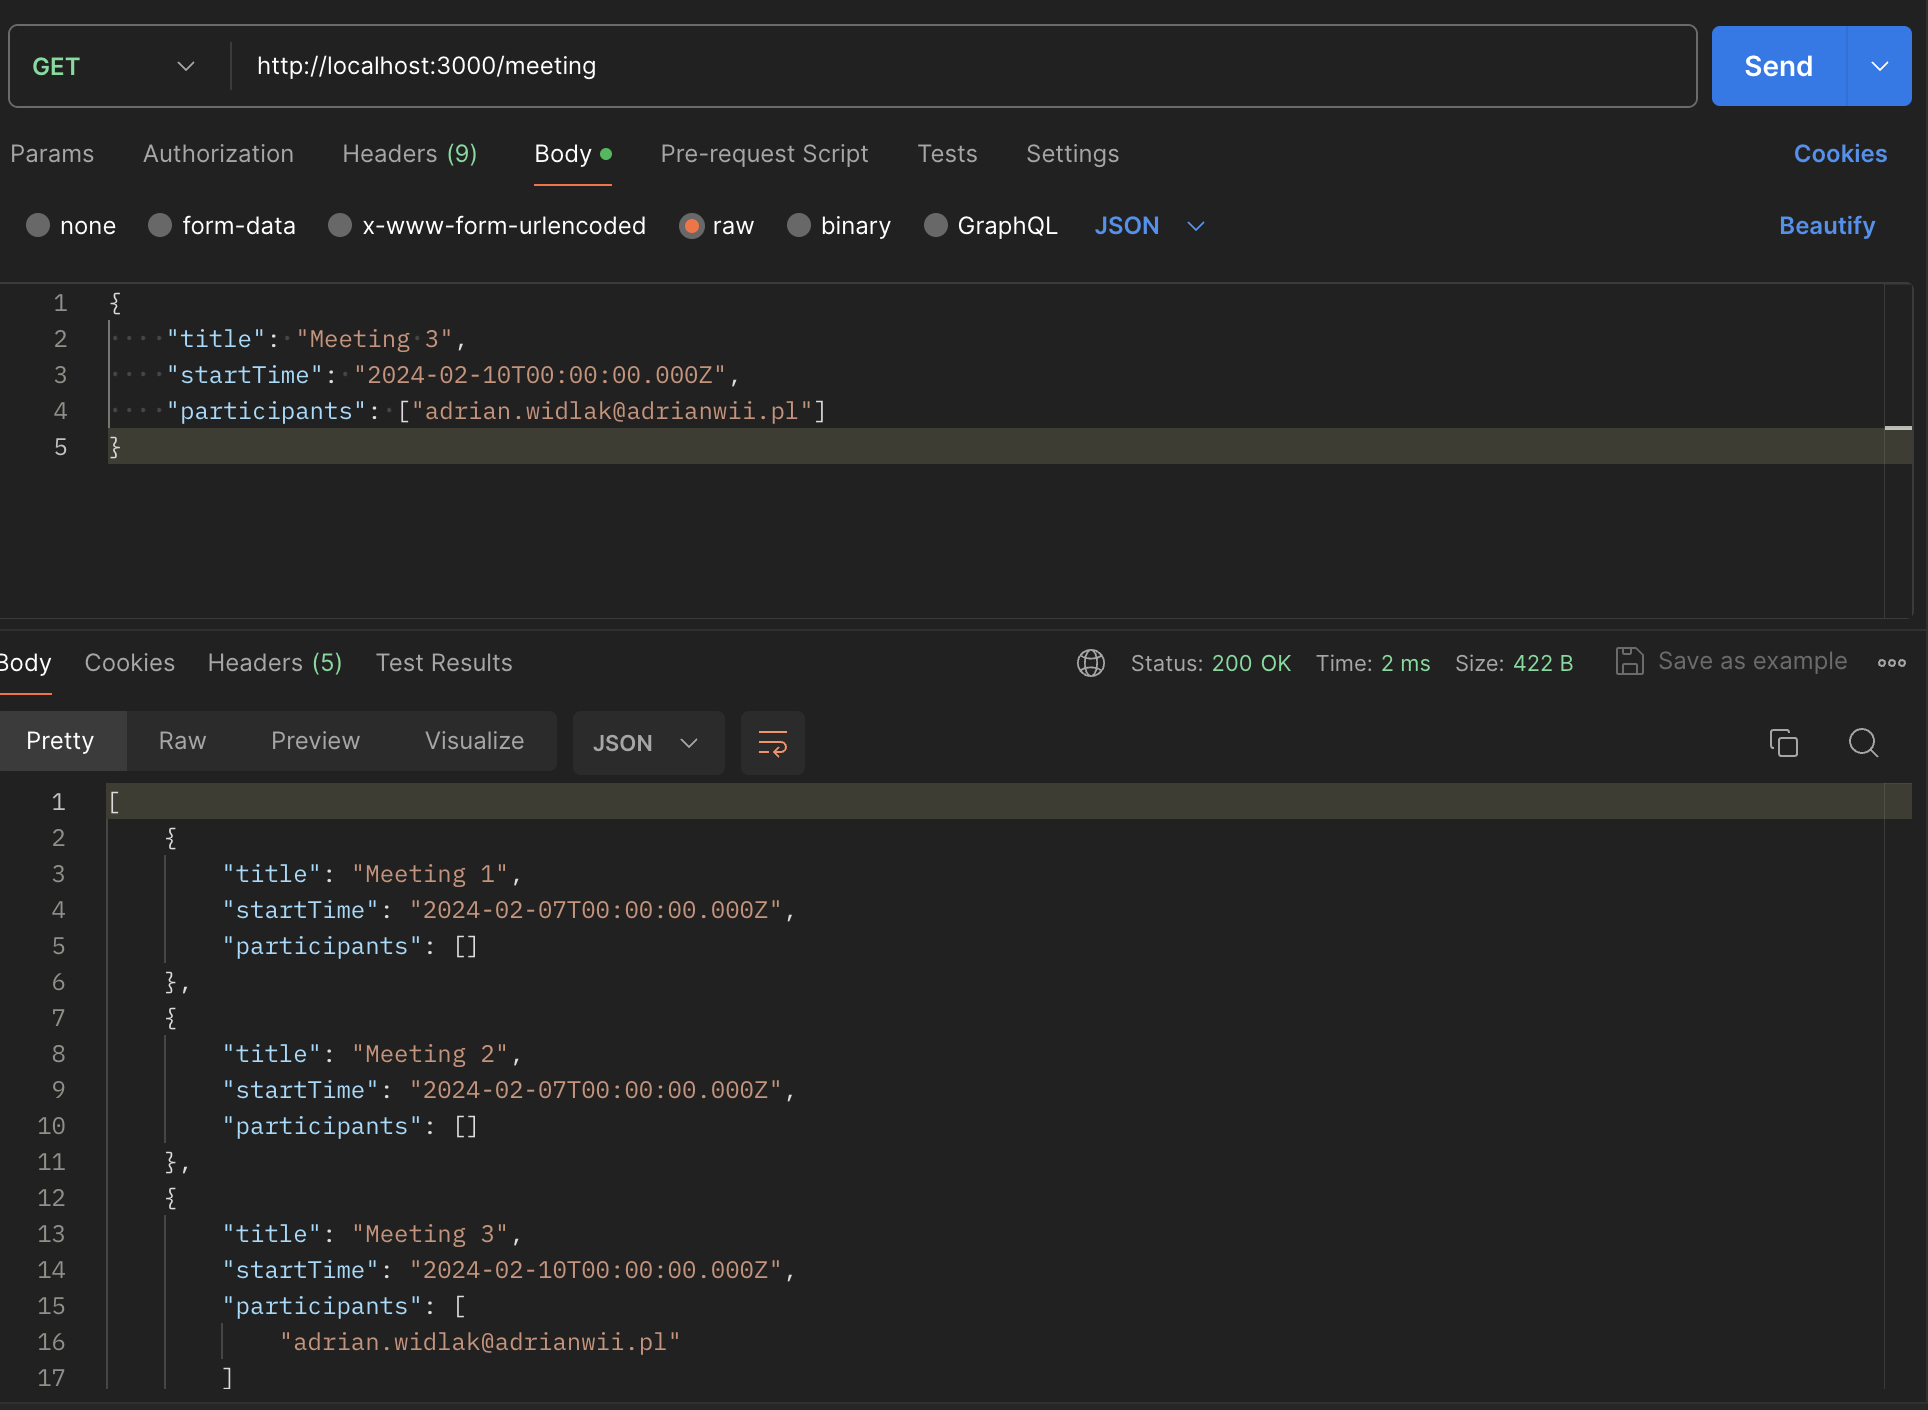 GET http://localhost:3000/meeting Send
Params Authorization Headers (9) Body Pre-request Script Tests Settings Cookies
none form-data x-www-form-urlencoded raw binary GraphQL JSON Beautify
1 {
2 "title": "Meeting 3",
3 "startTime": "2024-02-10T00:00:00.000Z",
4 "participants": ["adrian.widlak@adrianwii.pl"]
5 }
Body Cookies Headers (5) Test Results Status: 200 OK Time: 2 ms Size: 422 B Save as example
Pretty Raw Preview Visualize JSON
1 [
2 {
3 "title": "Meeting 1",
4 "startTime": "2024-02-07T00:00:00.000Z",
5 "participants": []
6 },
7 {
8 "title": "Meeting 2",
9 "startTime": "2024-02-07T00:00:00.000Z",
10 "participants": []
11 },
12 {
13 "title": "Meeting 3",
14 "startTime": "2024-02-10T00:00:00.000Z",
15 "participants": [
16 "adrian.widlak@adrianwii.pl"
17 ]